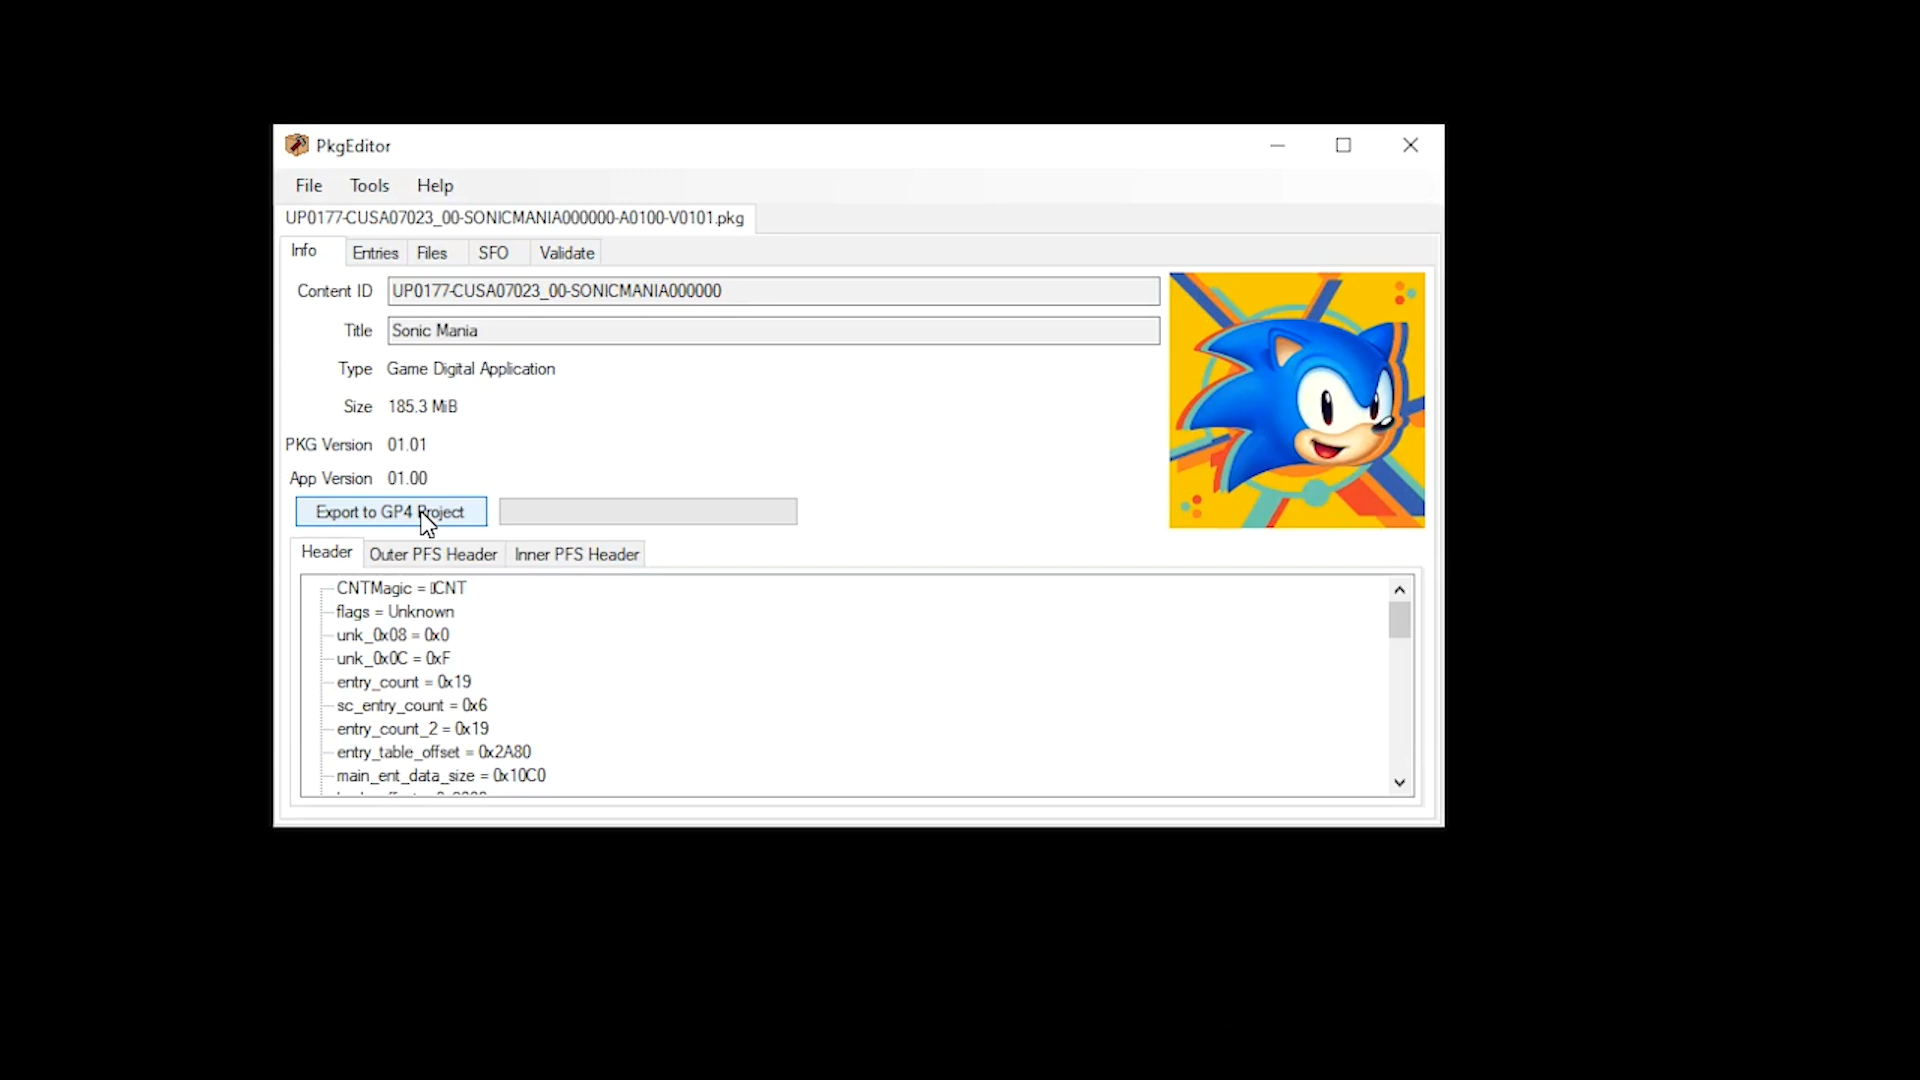 PkgEditor
File Tools Help
UP0177-CUSA07023_00-SONICMANIA000000-A0100-V0101.pkg
Info Entries Files SFO Validate
Content ID UP0177-CUSA07023_00-SONICMANIA000000
Title Sonic Mania
Type Game Digital Application
Size 185.3 MiB
PKG Version 01.01
App Version 01.00
Export to GP4 Project
Header Outer PFS Header Inner PFS Header
CNTMagic = CNT
flags = Unknown
unk_0x08 = 0x0
unk_0x0C = 0xF
entry_count = 0x19
sc_entry_count = 0x6
entry_count_2 = 0x19
entry_table_offset = 0x2A80
main_ent_data_size = 0x10C0